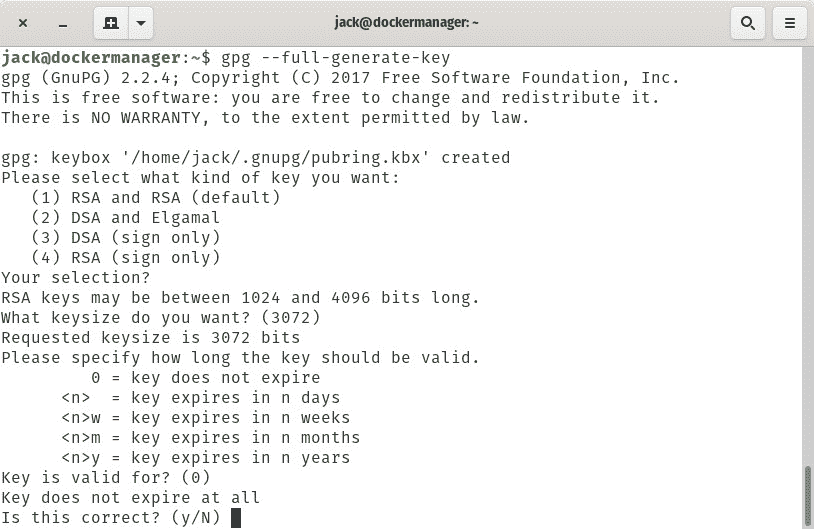 jack@dockermanager: ~
jack@dockermanager:~$ gpg --full-generate-key
gpg (GnuPG) 2.2.4; Copyright (C) 2017 Free Software Foundation, Inc.
This is free software: you are free to change and redistribute it.
There is NO WARRANTY, to the extent permitted by law.

gpg: keybox '/home/jack/.gnupg/pubring.kbx' created
Please select what kind of key you want:
   (1) RSA and RSA (default)
   (2) DSA and Elgamal
   (3) DSA (sign only)
   (4) RSA (sign only)
Your selection?
RSA keys may be between 1024 and 4096 bits long.
What keysize do you want? (3072)
Requested keysize is 3072 bits
Please specify how long the key should be valid.
         0 = key does not expire
      <n>  = key expires in n days
      <n>w = key expires in n weeks
      <n>m = key expires in n months
      <n>y = key expires in n years
Key is valid for? (0)
Key does not expire at all
Is this correct? (y/N)